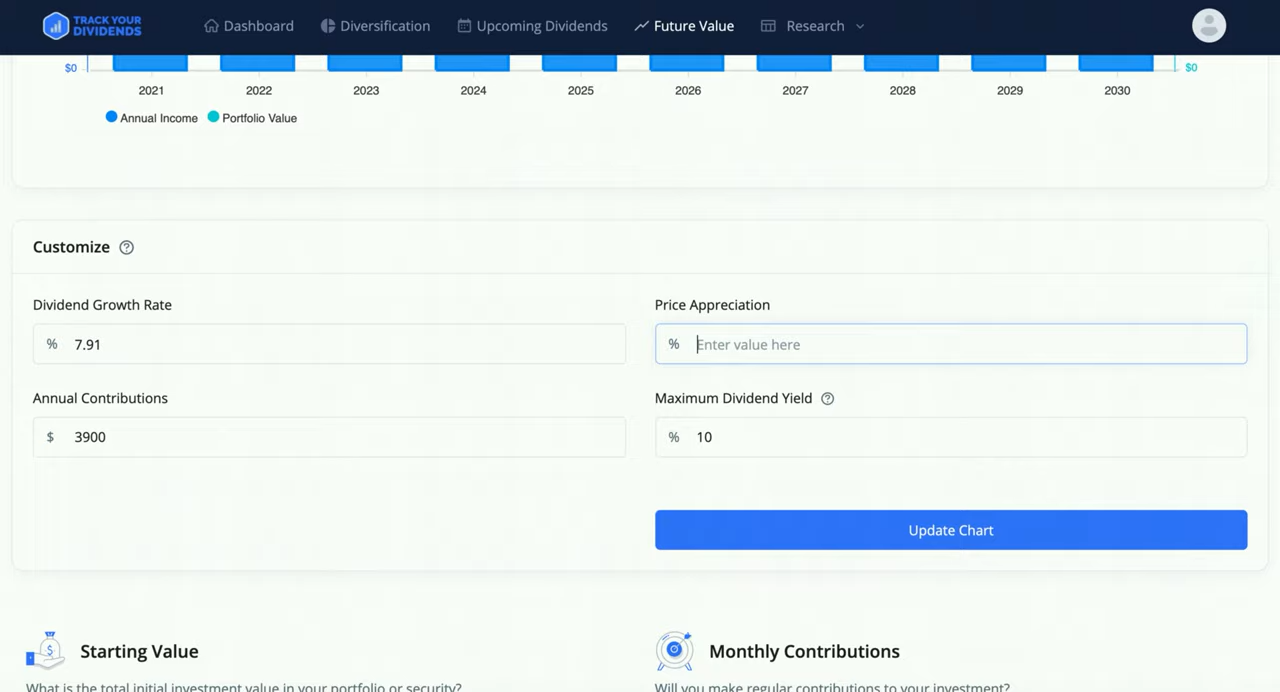 TRACK YOUR
DIVIDENDS
Dashboard
Diversification
Upcoming Dividends
Future Value
Research
$0
$0
2021 2022 2023 2024 2025 2026 2027 2028 2029 2030
Annual Income Portfolio Value
Customize ?
Dividend Growth Rate
% 7.91
Price Appreciation
% Enter value here
Annual Contributions
$ 3900
Maximum Dividend Yield ?
% 10
Update Chart
$ Starting Value
Monthly Contributions
What is the total initial investment value in your portfolio or security?
Will you make regular contributions to your investment?